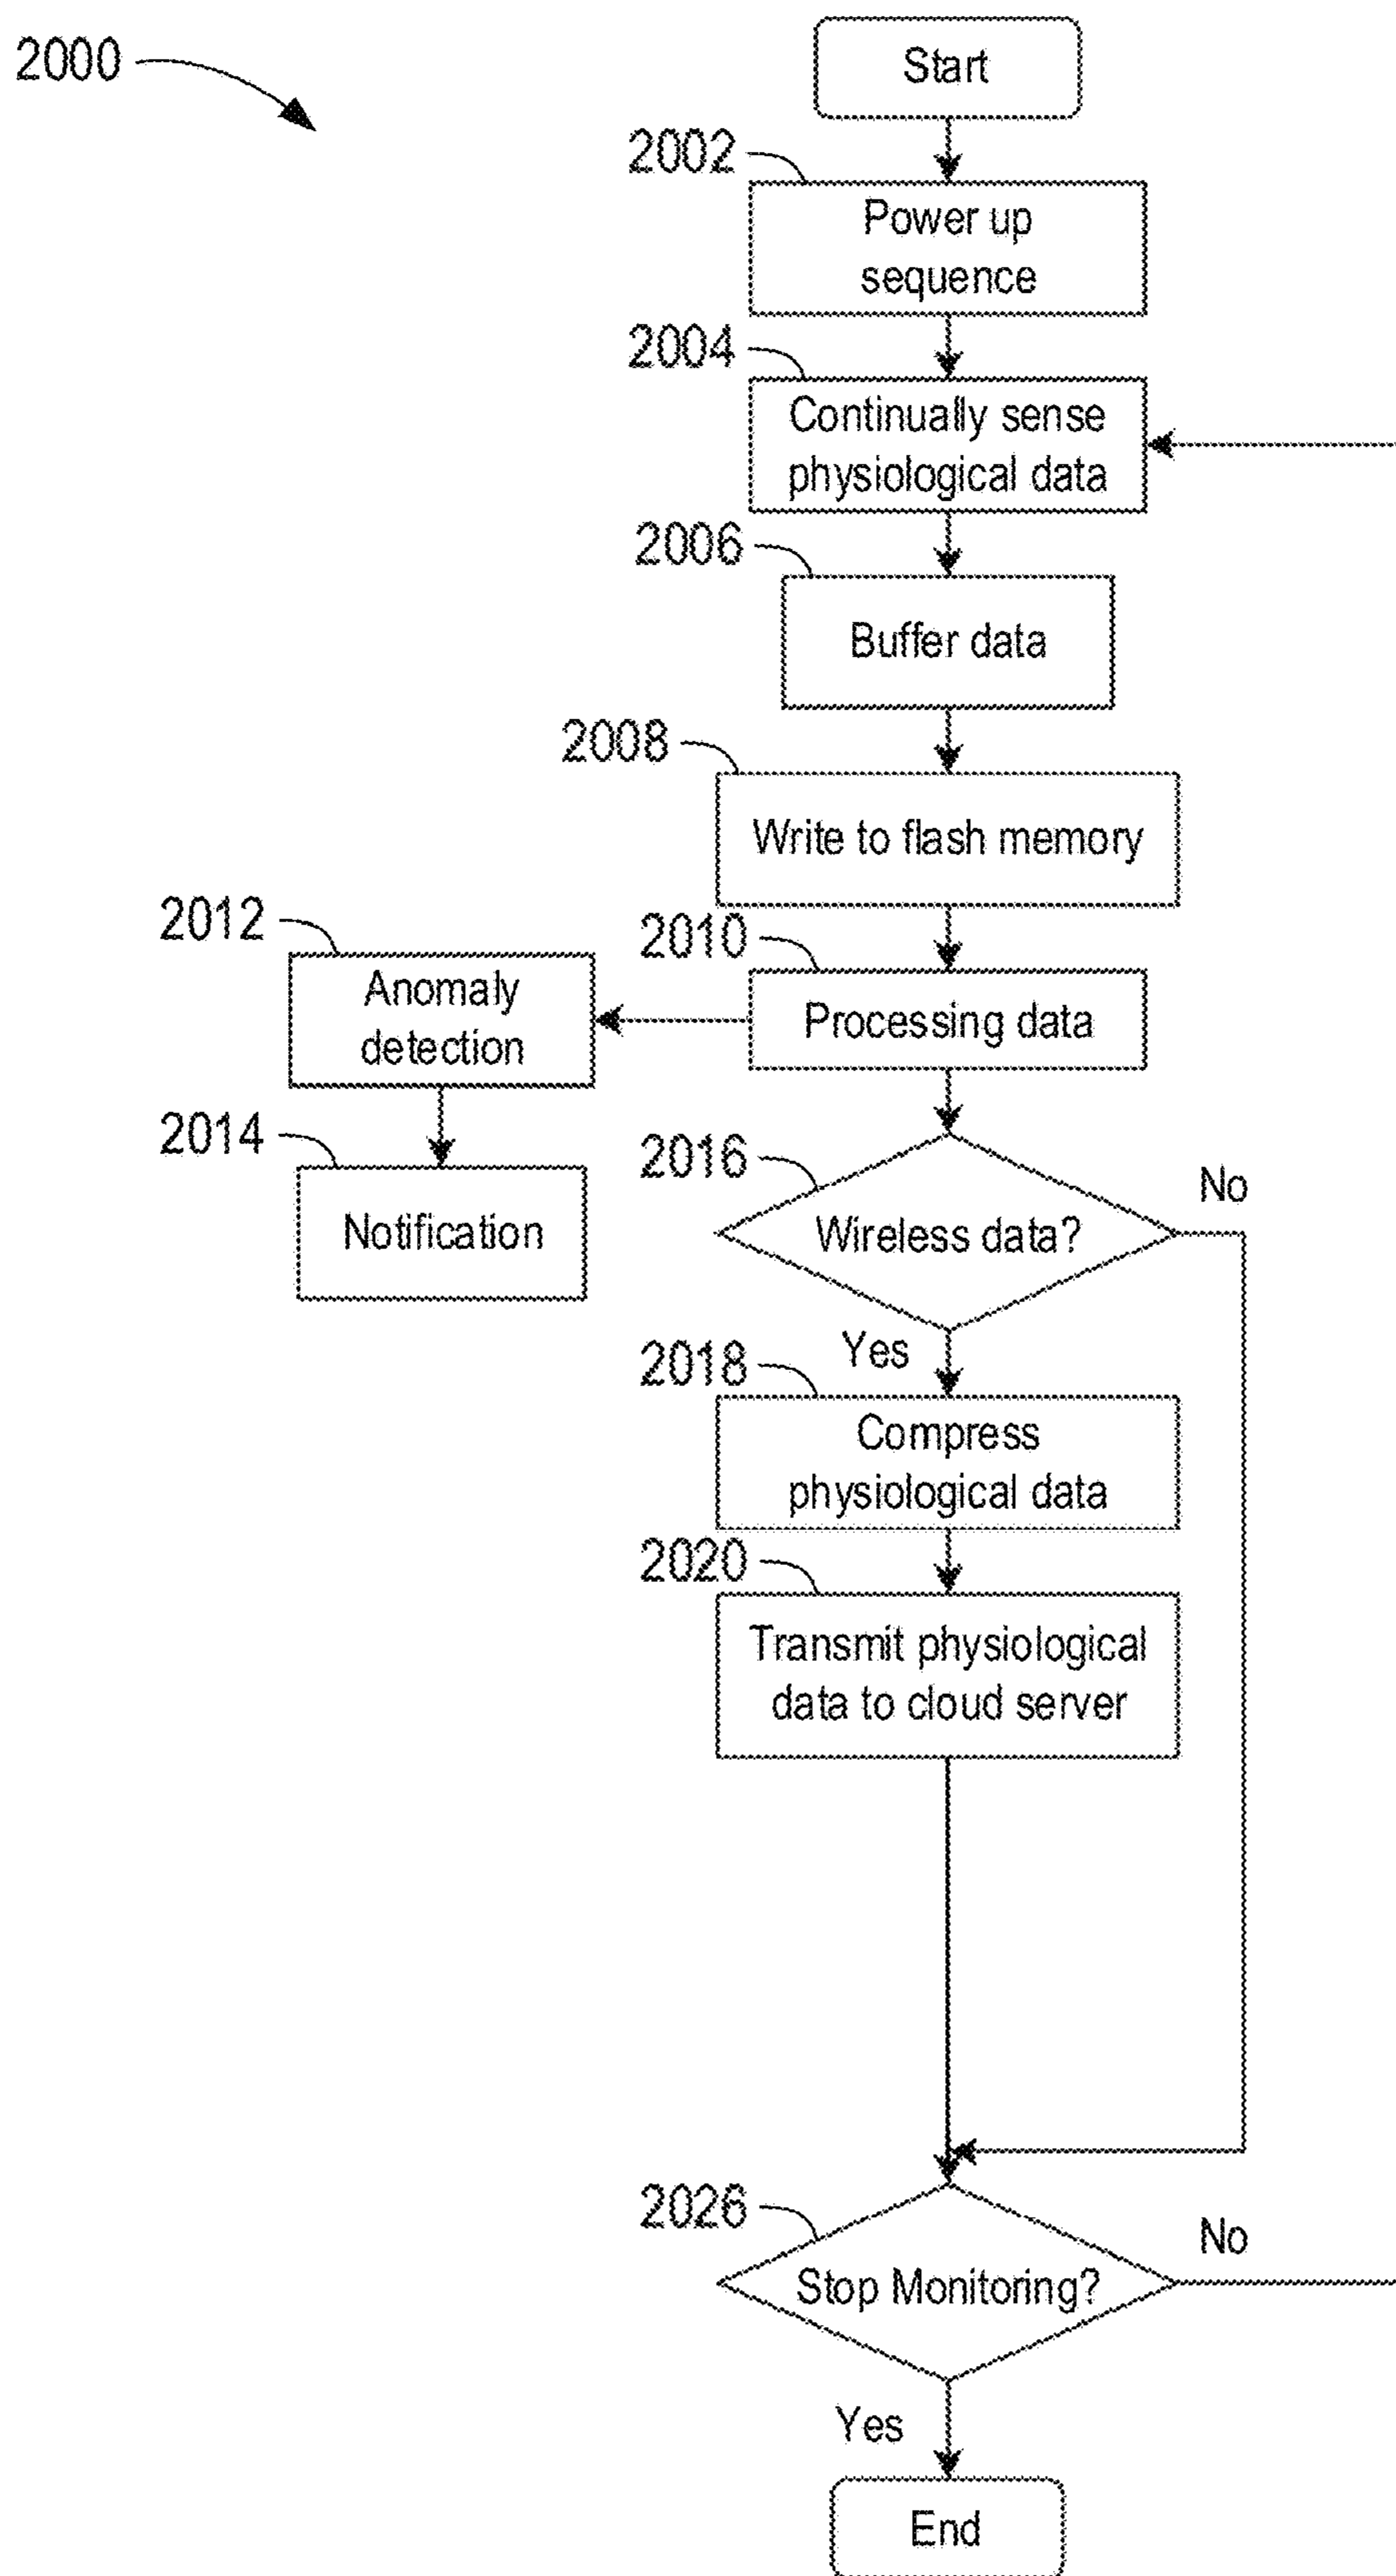 2000
Start
2002
Power up
sequence
2004
Continually sense
physiological data
2006
Buffer data
2008
Write to flash memory
2012
Anomaly
detection
2010
Processing data
2014
Notification
2016
Wireless data?
No
Yes
2018
Compress
physiological data
2020
Transmit physiological
data to cloud server
2026
Stop Monitoring?
No
Yes
End